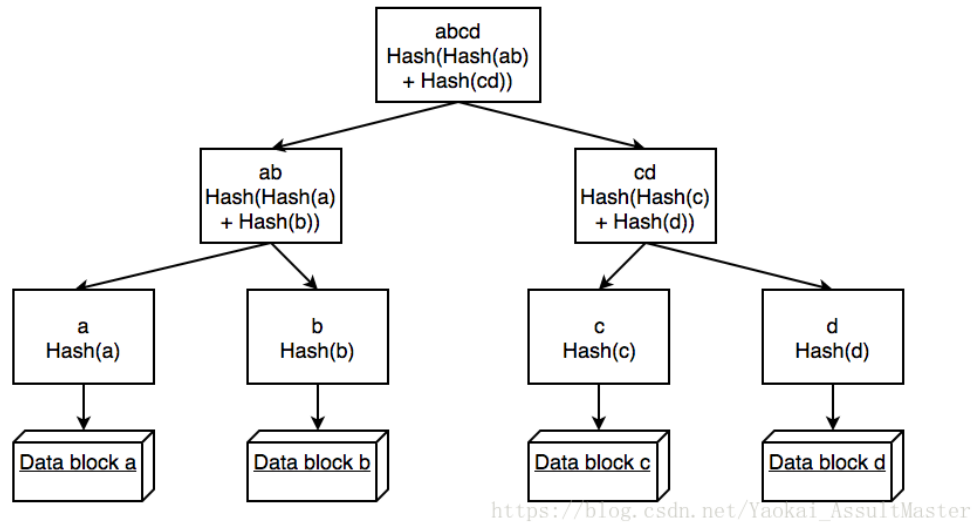 abcd
Hash(Hash(ab)
+ Hash(cd))
ab
Hash(Hash(a)
+ Hash(b))
cd
Hash(Hash(c)
+ Hash(d))
a
Hash(a)
b
Hash(b)
c
Hash(c)
d
Hash(d)
Data block a
Data block b
Data block c
Data block d
https://blog.csdn.net/Yaokai_AssultMaster